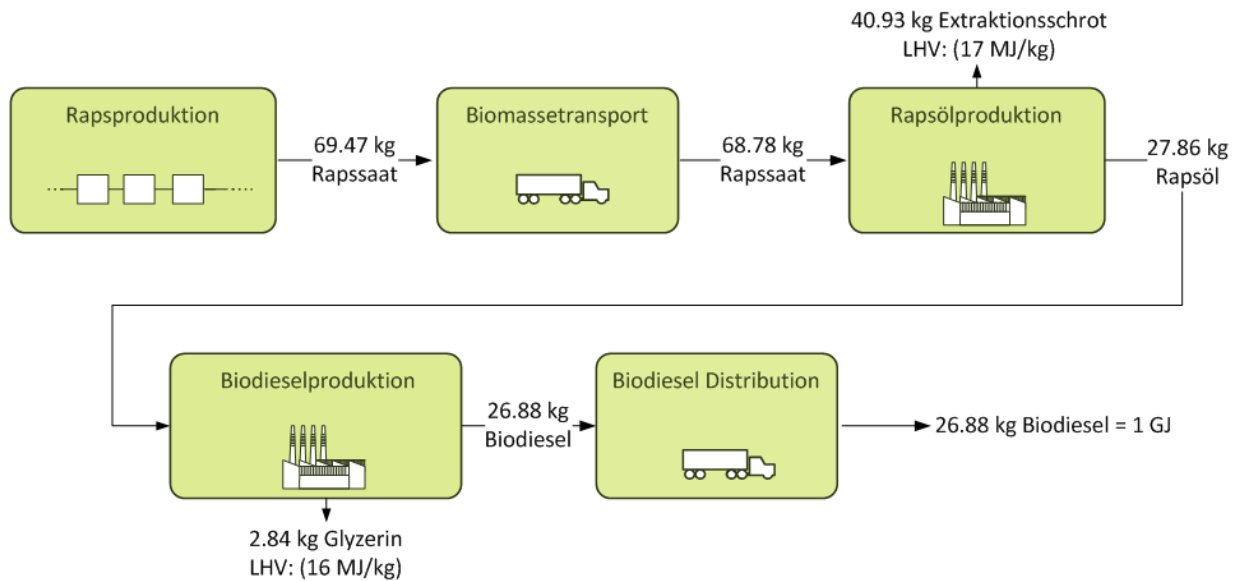 40.93 kg Extraktionsschrot
LHV: (17 MJ/kg)
Rapsproduktion
69.47 kg
Rapssaat
Biomassetransport
68.78 kg
Rapssaat
Rapsölproduktion
27.86 kg
Rapsöl
Biodieselproduktion
26.88 kg
Biodiesel
Biodiesel Distribution
26.88 kg Biodiesel = 1 GJ
2.84 kg Glyzerin
LHV: (16 MJ/kg)